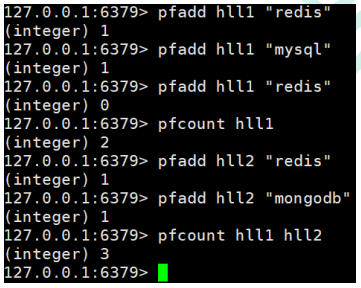 127.0.0.1:6379> pfadd hll1 "redis"
(integer) 1
127.0.0.1:6379> pfadd hll1 "mysql"
(integer) 1
127.0.0.1:6379> pfadd hll1 "redis"
(integer) 0
127.0.0.1:6379> pfcount hll1
(integer) 2
127.0.0.1:6379> pfadd hll2 "redis"
(integer) 1
127.0.0.1:6379> pfadd hll2 "mongodb"
(integer) 1
127.0.0.1:6379> pfcount hll1 hll2
(integer) 3
127.0.0.1:6379>